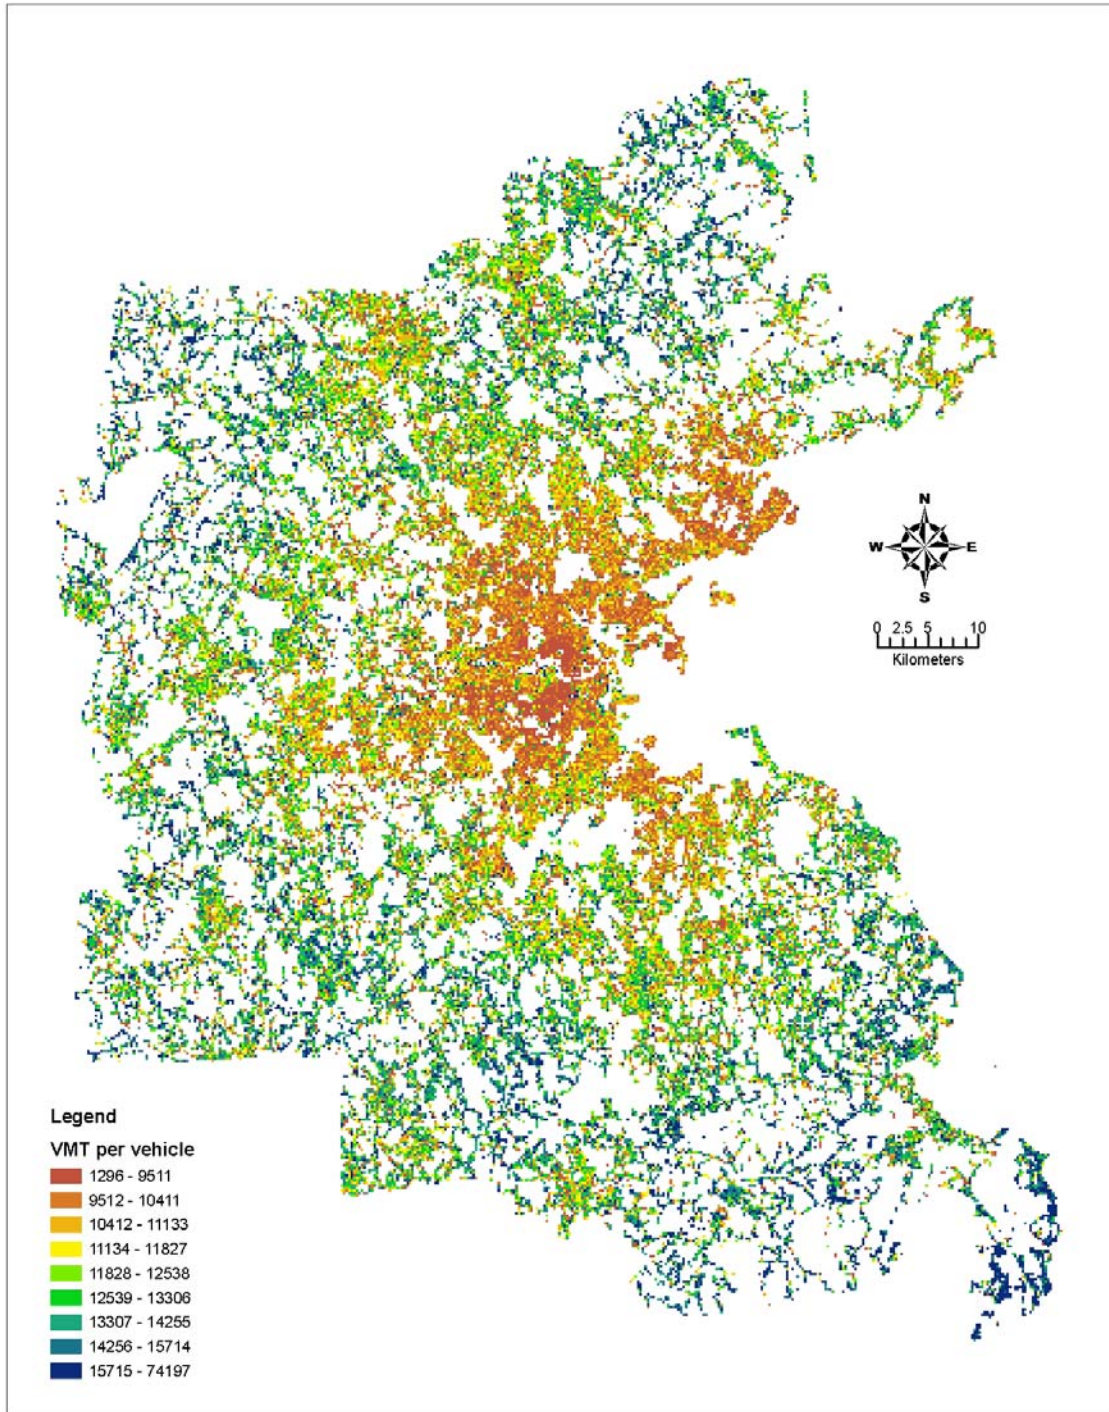 N
W E
S
0 2.5 5 10
Kilometers
Legend
VMT per vehicle
1296 - 9511
9512 - 10411
10412 - 11133
11134 - 11827
11828 - 12538
12539 - 13306
13307 - 14255
14256 - 15714
15715 - 74197